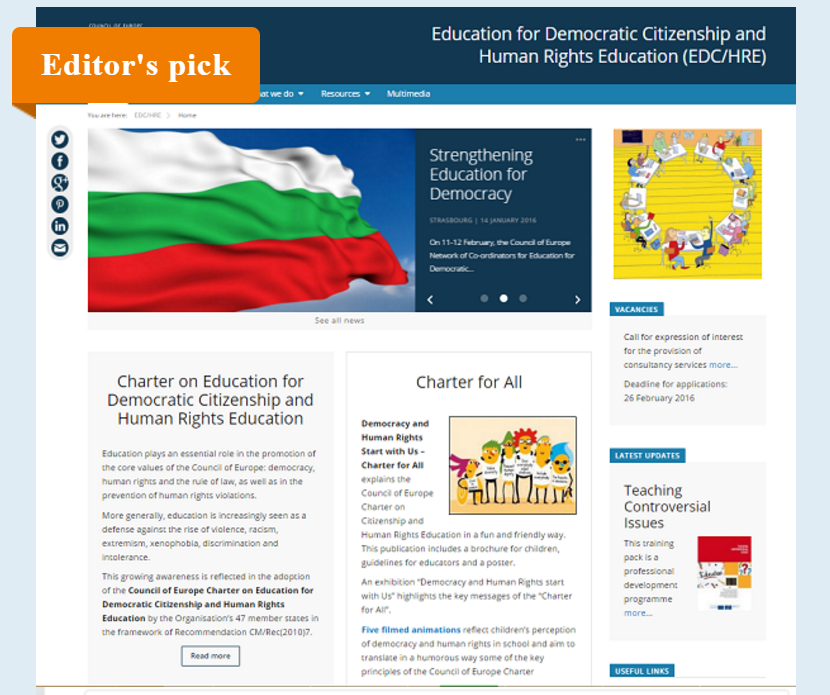 COUNCIL OF EUROPE
Education for Democratic Citizenship and
Human Rights Education (EDC/HRE)
Editor's pick
at we do
Resources
Multimedia
You are here: EDC/HRE > Home
Strengthening
Education for
Democracy
STRASBOURG | 14 JANUARY 2016
On 11-12 February, the Council of Europe
Network of Co-ordinators for Education for
Democratic...
See all news
Charter on Education for
Democratic Citizenship and
Human Rights Education
Education plays an essential role in the promotion of
the core values of the Council of Europe: democracy,
human rights and the rule of law, as well as in the
prevention of human rights violations.
More generally, education is increasingly seen as a
defense against the rise of violence, racism,
extremism, xenophobia, discrimination and
intolerance.
This growing awareness is reflected in the adoption
of the Council of Europe Charter on Education for
Democratic Citizenship and Human Rights
Education by the Organisation's 47 member states in
the framework of Recommendation CM/Rec(2010)7.
Read more
Charter for All
Democracy and
Human Rights
Start with Us –
Charter for All
explains the
Council of Europe
Charter on
Citizenship and
Human Rights Education in a fun and friendly way.
This publication includes a brochure for children,
guidelines for educators and a poster.
An exhibition "Democracy and Human Rights start
with Us" highlights the key messages of the "Charter
for All".
Five filmed animations reflect children's perception
of democracy and human rights in school and aim to
translate in a humorous way some of the key
principles of the Council of Europe Charter
VACANCIES
Call for expression of interest
for the provision of
consultancy services more...
Deadline for applications:
26 February 2016
LATEST UPDATES
Teaching
Controversial
Issues
This training
pack is a
professional
development
programme
more...
USEFUL LINKS